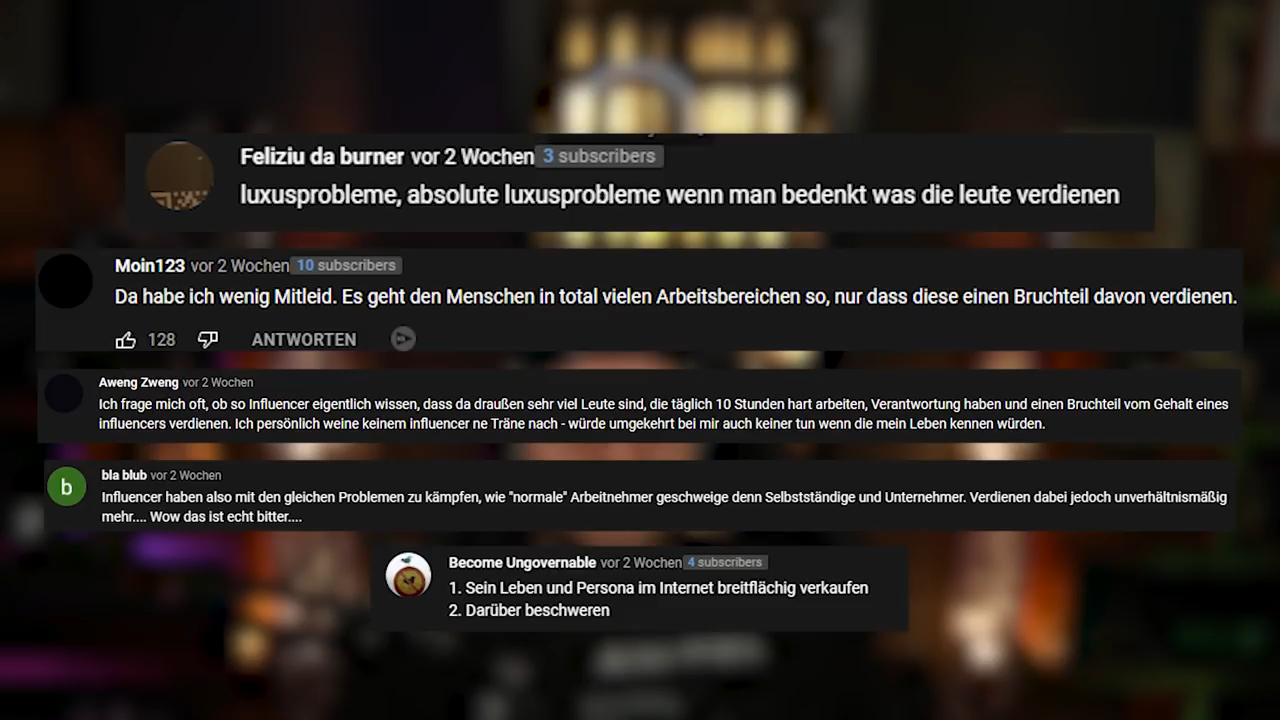 Feliziu da burner vor 2 Wochen 3 subscribers
luxusprobleme, absolute luxusprobleme wenn man bedenkt was die leute verdienen
Moin123 vor 2 Wochen 10 subscribers
Da habe ich wenig Mitleid. Es geht den Menschen in total vielen Arbeitsbereichen so, nur dass diese einen Bruchteil davon verdienen.
128 ANTWORTEN
Aweng Zweng vor 2 Wochen
Ich frage mich oft, ob so Influencer eigentlich wissen, dass da draußen sehr viel Leute sind, die täglich 10 Stunden hart arbeiten, Verantwortung haben und einen Bruchteil vom Gehalt eines
influencers verdienen. Ich persönlich weine keinem influencer ne Träne nach - würde umgekehrt bei mir auch keiner tun wenn die mein Leben kennen würden.
b
bla blub vor 2 Wochen
Influencer haben also mit den gleichen Problemen zu kämpfen, wie "normale" Arbeitnehmer geschweige denn Selbstständige und Unternehmer. Verdienen dabei jedoch unverhältnismäßig
mehr.... Wow das ist echt bitter....
Become Ungovernable vor 2 Wochen 4 subscribers
1. Sein Leben und Persona im Internet breitflächig verkaufen
2. Darüber beschweren